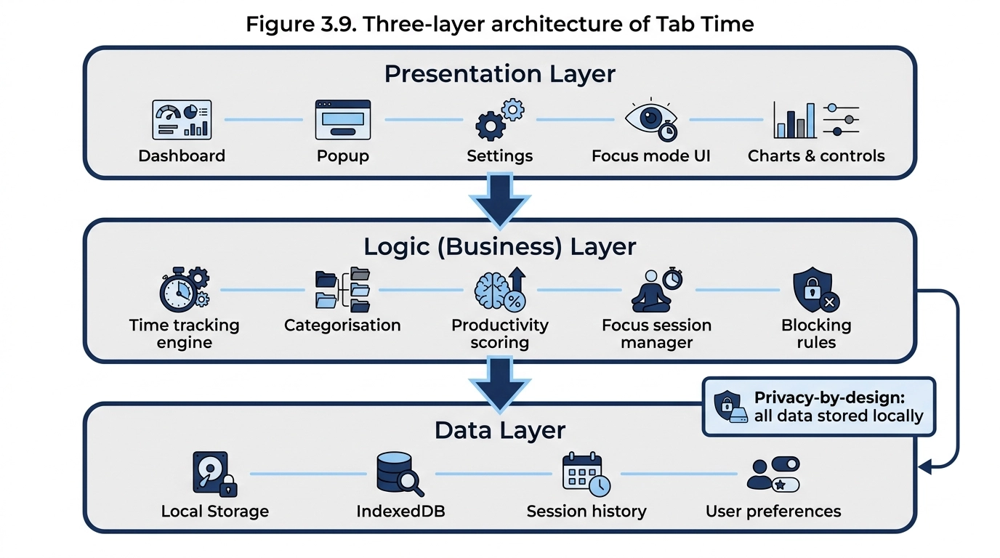 Figure 3.9. Three-layer architecture of Tab Time
Presentation Layer
Dashboard
Popup
Settings
Focus mode UI
Charts & controls
Logic (Business) Layer
Time tracking
engine
Categorisation
%
Productivity
scoring
Focus session
manager
Blocking
rules
Privacy-by-design:
all data stored locally
Data Layer
Local Storage
IndexedDB
Session history
User preferences